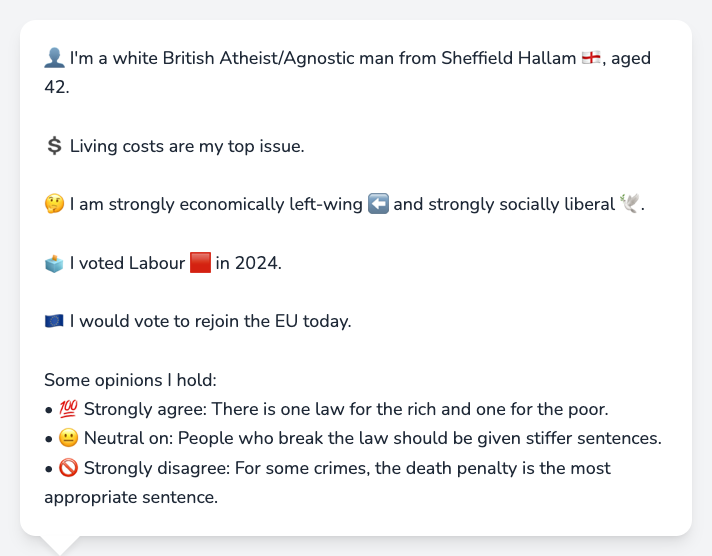 👤 I'm a white British Atheist/Agnostic man from Sheffield Hallam 🏴󠁧󠁢󠁥󠁮󠁧󠁿, aged
42.
💲 Living costs are my top issue.
🤔 I am strongly economically left-wing ⬅️ and strongly socially liberal 🕊️.
🗳️ I voted Labour 🟥 in 2024.
🇪🇺 I would vote to rejoin the EU today.
Some opinions I hold:
• 💯 Strongly agree: There is one law for the rich and one for the poor.
• 😐 Neutral on: People who break the law should be given stiffer sentences.
• 🚫 Strongly disagree: For some crimes, the death penalty is the most
appropriate sentence.